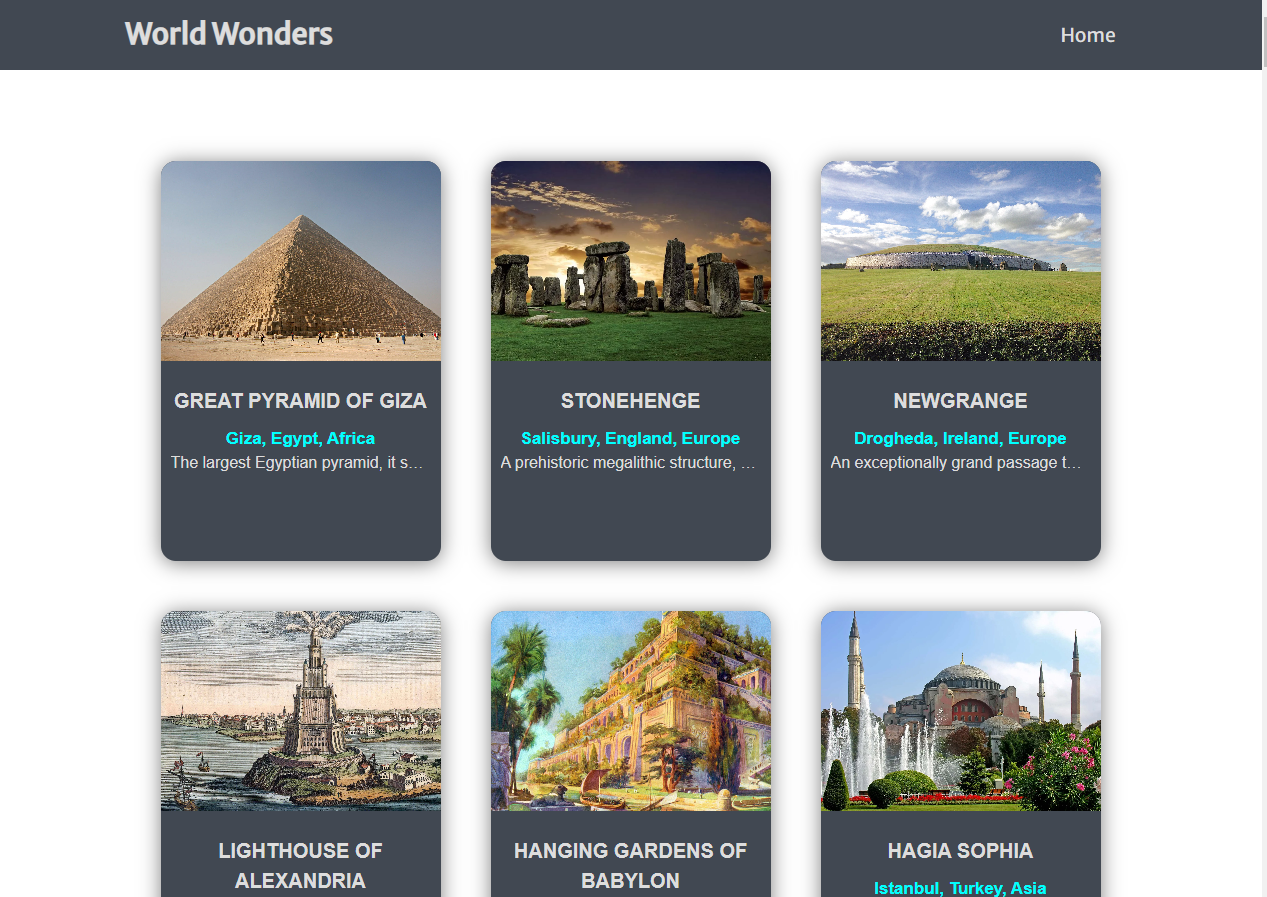 World Wonders
Home
GREAT PYRAMID OF GIZA
Giza, Egypt, Africa
The largest Egyptian pyramid, it s...
STONEHENGE
Salisbury, England, Europe
A prehistoric megalithic structure, ...
NEWGRANGE
Drogheda, Ireland, Europe
An exceptionally grand passage t...
LIGHTHOUSE OF
ALEXANDRIA
HANGING GARDENS OF
BABYLON
HAGIA SOPHIA
Istanbul, Turkey, Asia